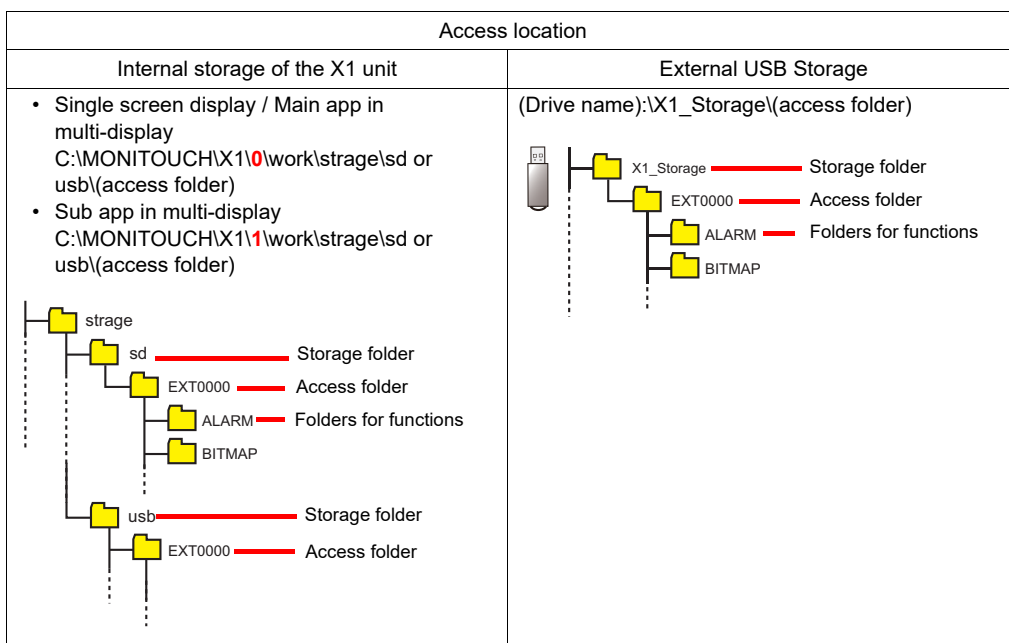 Access location
Internal storage of the X1 unit
External USB Storage
• Single screen display / Main app in
multi-display
C:\MONITOUCH\X1\0\work\strage\sd or
usb\(access folder)
• Sub app in multi-display
C:\MONITOUCH\X1\1\work\strage\sd or
usb\(access folder)
strage
sd Storage folder
EXT0000 Access folder
ALARM Folders for functions
BITMAP
usb Storage folder
EXT0000 Access folder
(Drive name):\X1_Storage\(access folder)
X1_Storage Storage folder
EXT0000 Access folder
ALARM Folders for functions
BITMAP